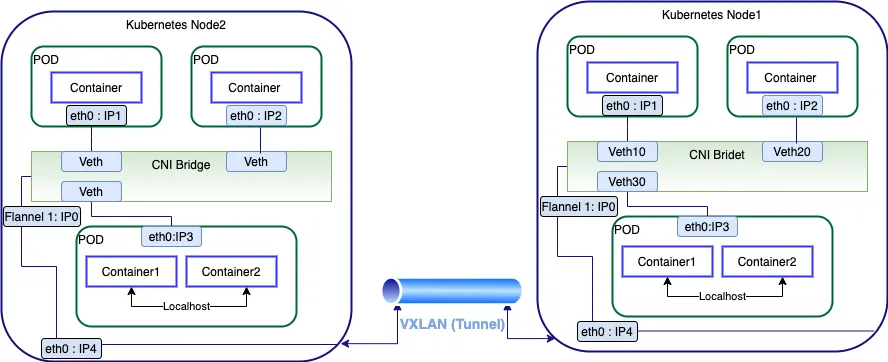 Kubernetes Node2
POD
Container
eth0 : IP1
POD
Container
eth0 : IP2
Veth
CNI Bridge
Veth
Veth
Flannel 1: IP0
POD
eth0:IP3
Container1
Container2
Localhost
eth0 : IP4
VXLAN (Tunnel)
Kubernetes Node1
POD
Container
eth0 : IP1
POD
Container
eth0 : IP2
Veth10
CNI Bridet
Veth20
Veth30
Flannel 1: IP0
POD
eth0:IP3
Container1
Container2
Localhost
eth0 : IP4